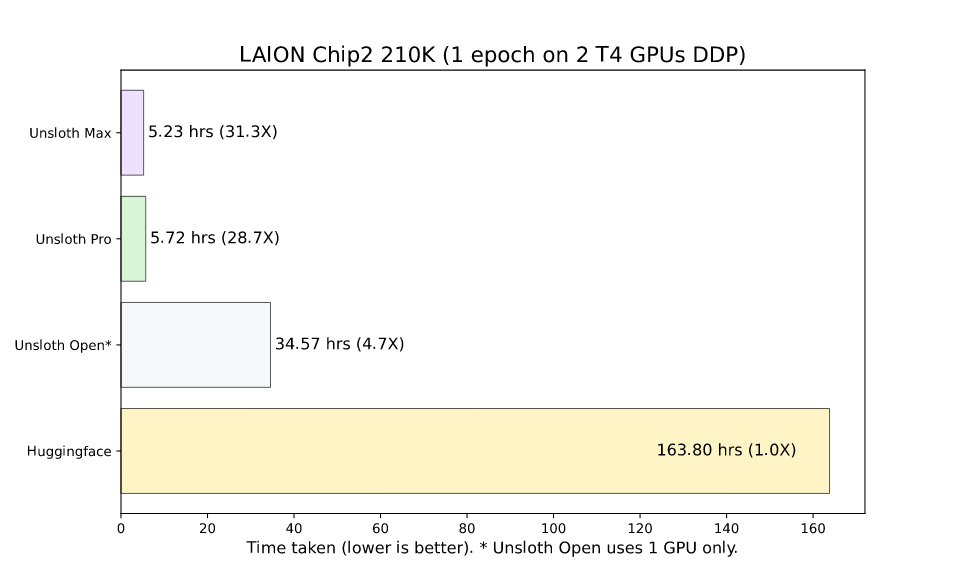 LAION Chip2 210K (1 epoch on 2 T4 GPUs DDP)
Unsloth Max
5.23 hrs (31.3X)
Unsloth Pro
5.72 hrs (28.7X)
Unsloth Open*
34.57 hrs (4.7X)
Huggingface
163.80 hrs (1.0X)
0 20 40 60 80 100 120 140 160
Time taken (lower is better). * Unsloth Open uses 1 GPU only.